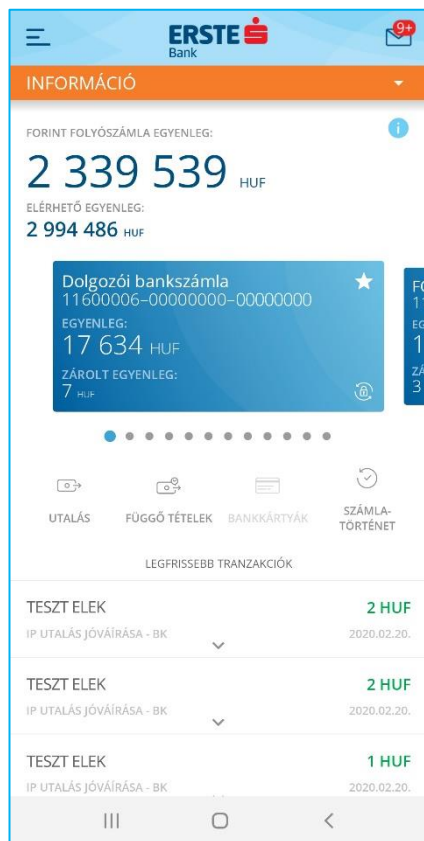 ERSTE
Bank
9+
INFORMÁCIÓ
FORINT FOLYÓSZÁMLA EGYENLEG:
2 339 539 HUF
ELÉRHETŐ EGYENLEG:
2 994 486 HUF
Dolgozói bankszámla
11600006-00000000-00000000
EGYENLEG:
17 634 HUF
ZÁROLT EGYENLEG:
7 HUF
UTALÁS
FÜGGŐ TÉTELEK
BANKKÁRTYÁK
SZÁMLA-
TÖRTÉNET
LEGFRISSEBB TRANZAKCIÓK
TESZT ELEK 2 HUF
IP UTALÁS JÓVÁÍRÁSA - BK 2020.02.20.
TESZT ELEK 2 HUF
IP UTALÁS JÓVÁÍRÁSA - BK 2020.02.20.
TESZT ELEK 1 HUF
IP UTALÁS JÓVÁÍRÁSA - BK 2020.02.20.